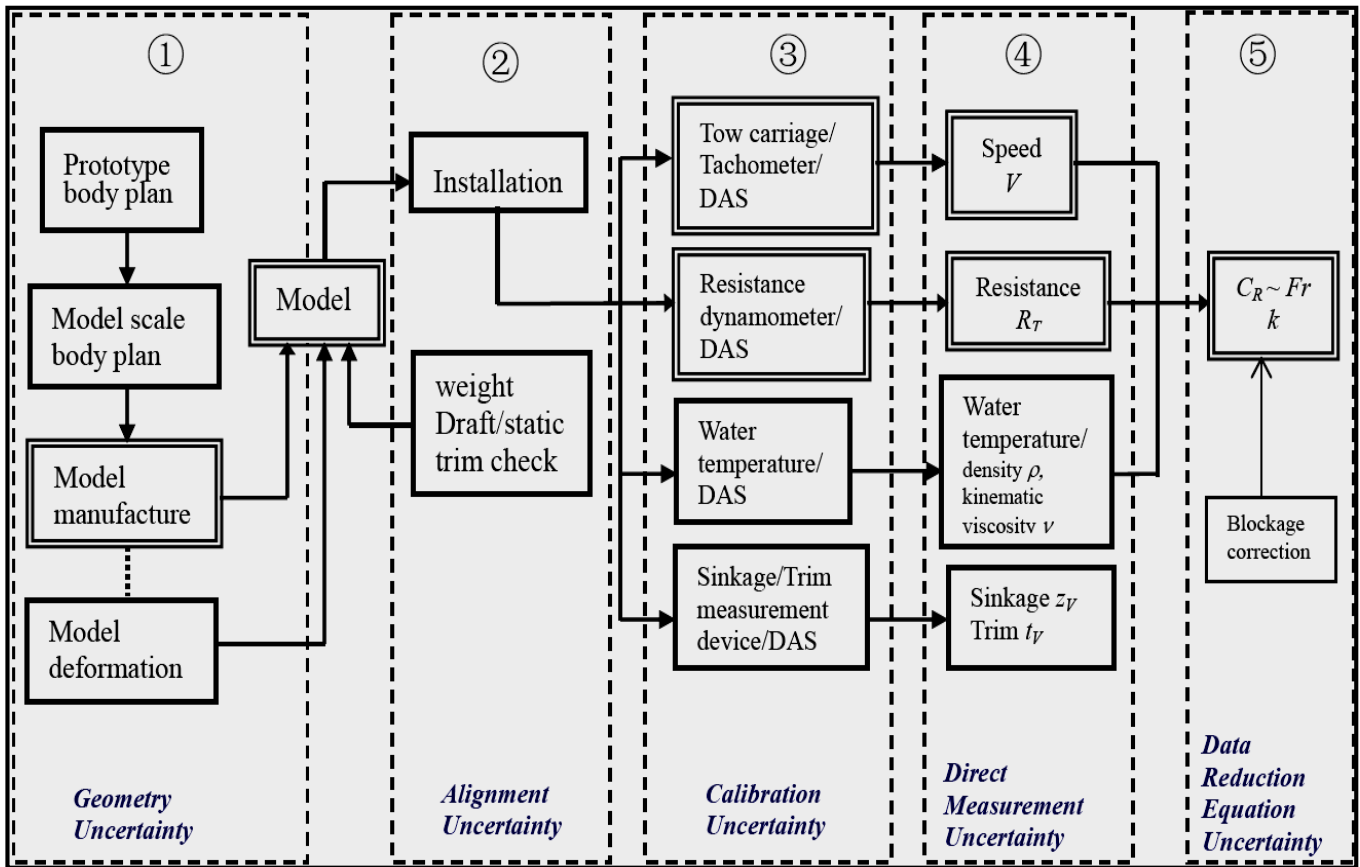 ①
Prototype
body plan
Model scale
body plan
Model
manufacture
Model
deformation
Geometry
Uncertainty
Model
②
Installation
weight
Draft/static
trim check
Alignment
Uncertainty
③
Tow carriage/
Tachometer/
DAS
Resistance
dynamometer/
DAS
Water
temperature/
DAS
Sinkage/Trim
measurement
device/DAS
Calibration
Uncertainty
④
Speed
V
Resistance
R_T
Water
temperature/
density ρ,
kinematic
viscosity ν
Sinkage z_V
Trim t_V
Direct
Measurement
Uncertainty
⑤
C_R ~ Fr
k
Blockage
correction
Data
Reduction
Equation
Uncertainty